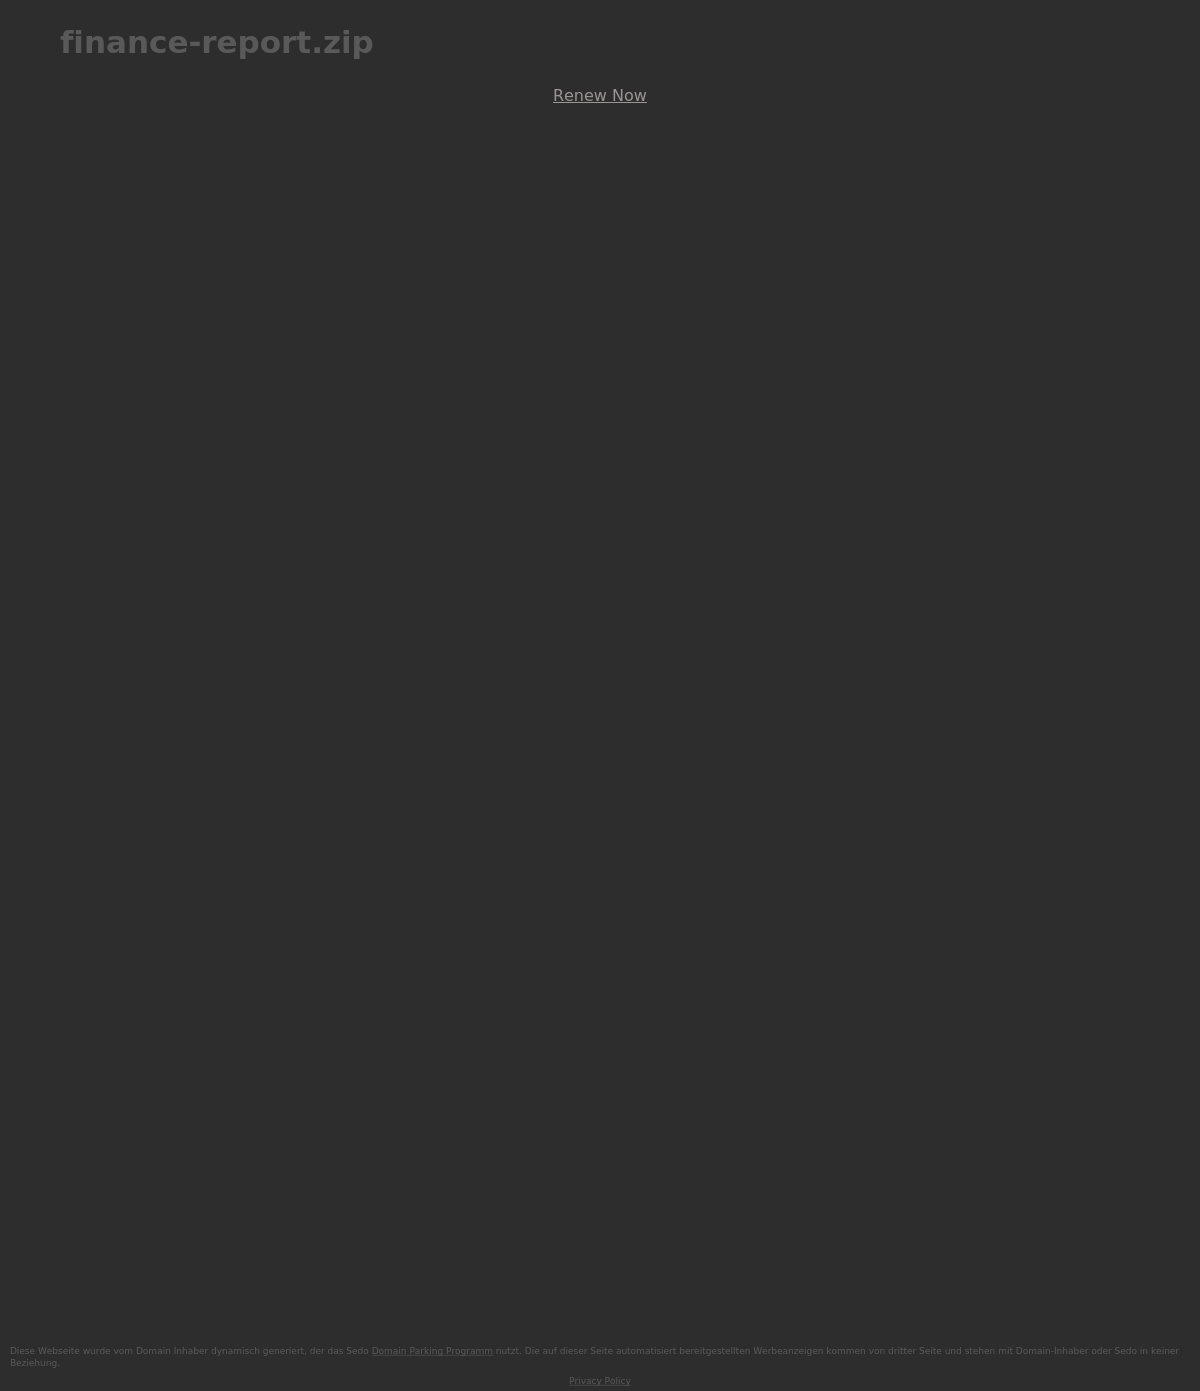 finance-report.zip
Renew Now
Diese Webseite wurde vom Domain Inhaber dynamisch generiert, der das Sedo Domain Parking Programm nutzt. Die auf dieser Seite automatisiert bereitgestellten Werbeanzeigen kommen von dritter Seite und stehen mit Domain-Inhaber oder Sedo in keiner
Beziehung.
Privacy Policy